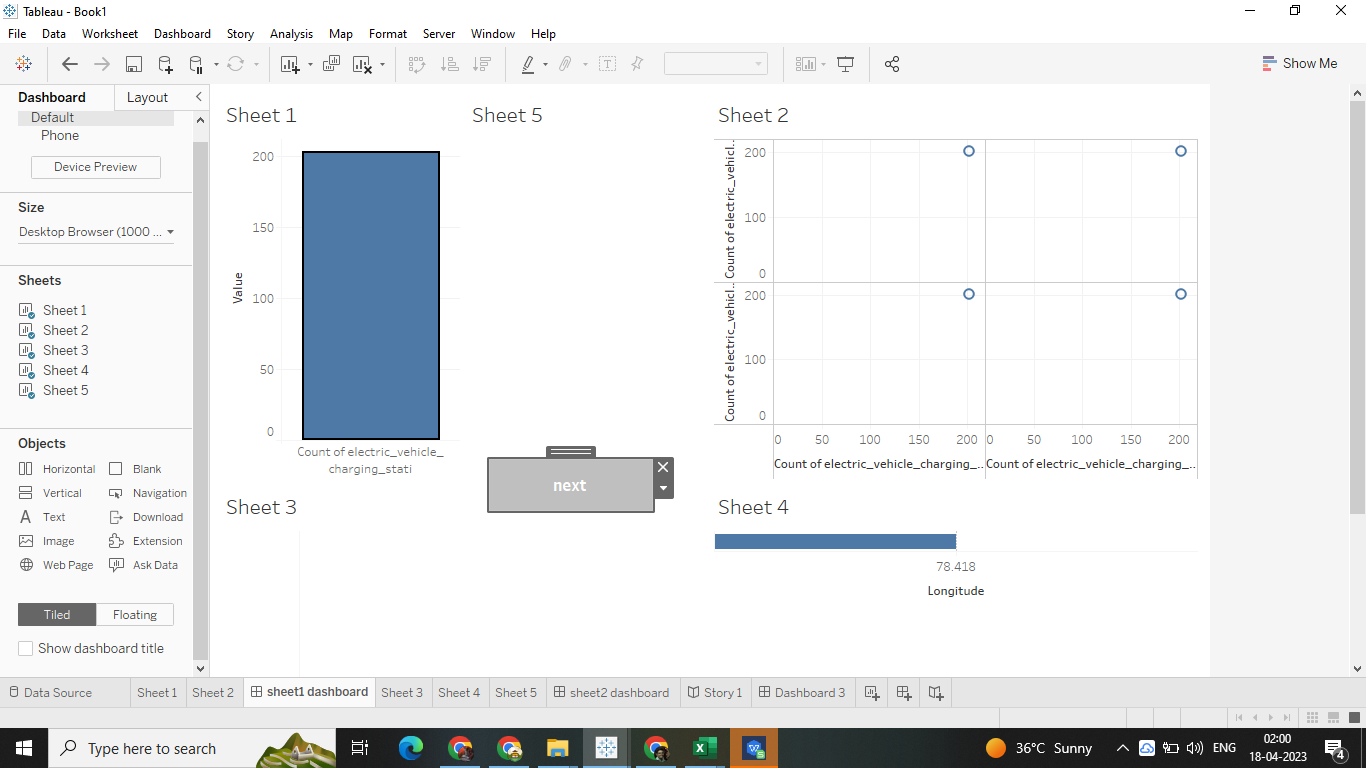 Tableau - Book1
File Data Worksheet Dashboard Story Analysis Map Format Server Window Help
Show Me
Dashboard Layout
Default
Phone
Device Preview
Size
Desktop Browser (1000 ...
Sheets
Sheet 1
Sheet 2
Sheet 3
Sheet 4
Sheet 5
Objects
Horizontal Blank
Vertical Navigation
Text Download
Image Extension
Web Page Ask Data
Tiled Floating
Show dashboard title
Sheet 1
200
150
100
50
0
Value
Count of electric_vehicle_
charging_stati
Sheet 5
next
Sheet 2
Count of electric_vehicl..
200
100
0
Count of electric_vehicl..
200
100
0
0 50 100 150 200 0 50 100 150 200
Count of electric_vehicle_charging_... Count of electric_vehicle_charging_...
Sheet 3
Sheet 4
78.418
Longitude
Data Source Sheet 1 Sheet 2 sheet1 dashboard Sheet 3 Sheet 4 Sheet 5 sheet2 dashboard Story 1 Dashboard 3
Type here to search
36°C Sunny
ENG
02:00
18-04-2023
4